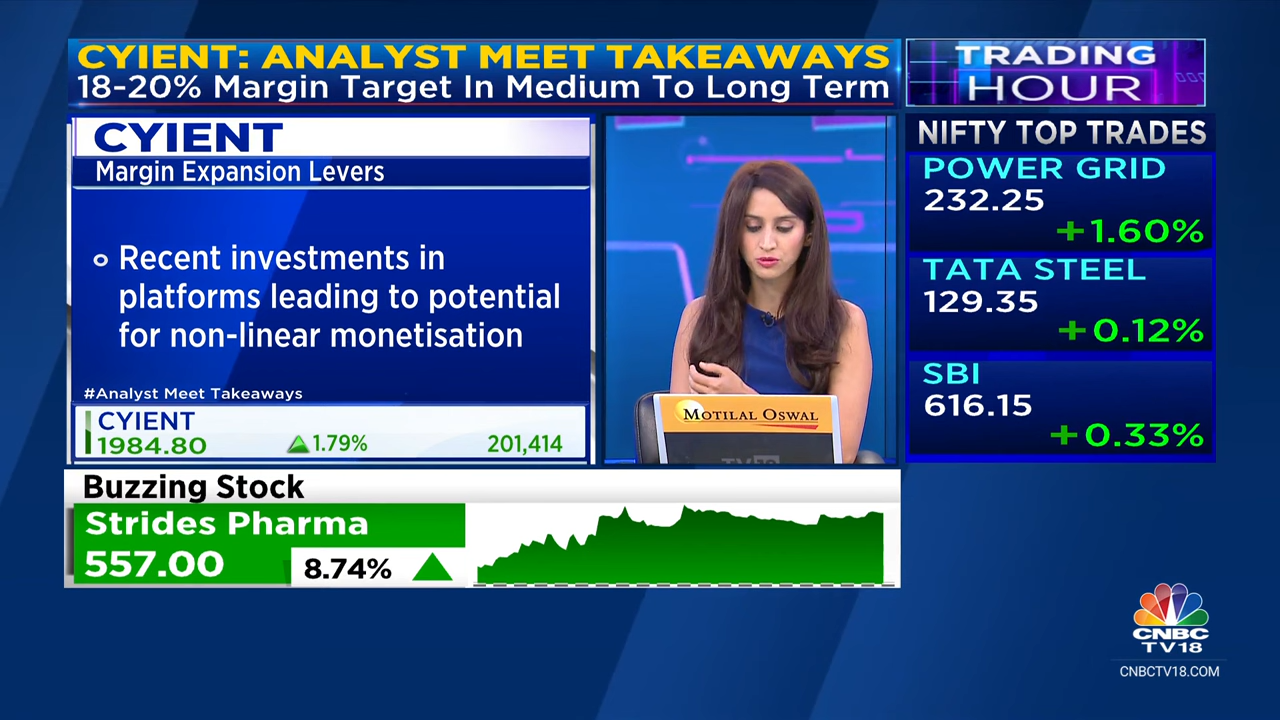 CYIENT: ANALYST MEET TAKEAWAYS
18-20% Margin Target In Medium To Long Term
TRADING
HOUR
CYIENT
Margin Expansion Levers
Recent investments in
platforms leading to potential
for non-linear monetisation
#Analyst Meet Takeaways
CYIENT
1984.80 1.79% 201,414
MOTILAL OSWAL
TV18
NIFTY TOP TRADES
POWER GRID
232.25
+1.60%
TATA STEEL
129.35
+0.12%
SBI
616.15
+0.33%
Buzzing Stock
Strides Pharma
557.00 8.74%
CNBC
TV18
CNBCTV18.COM